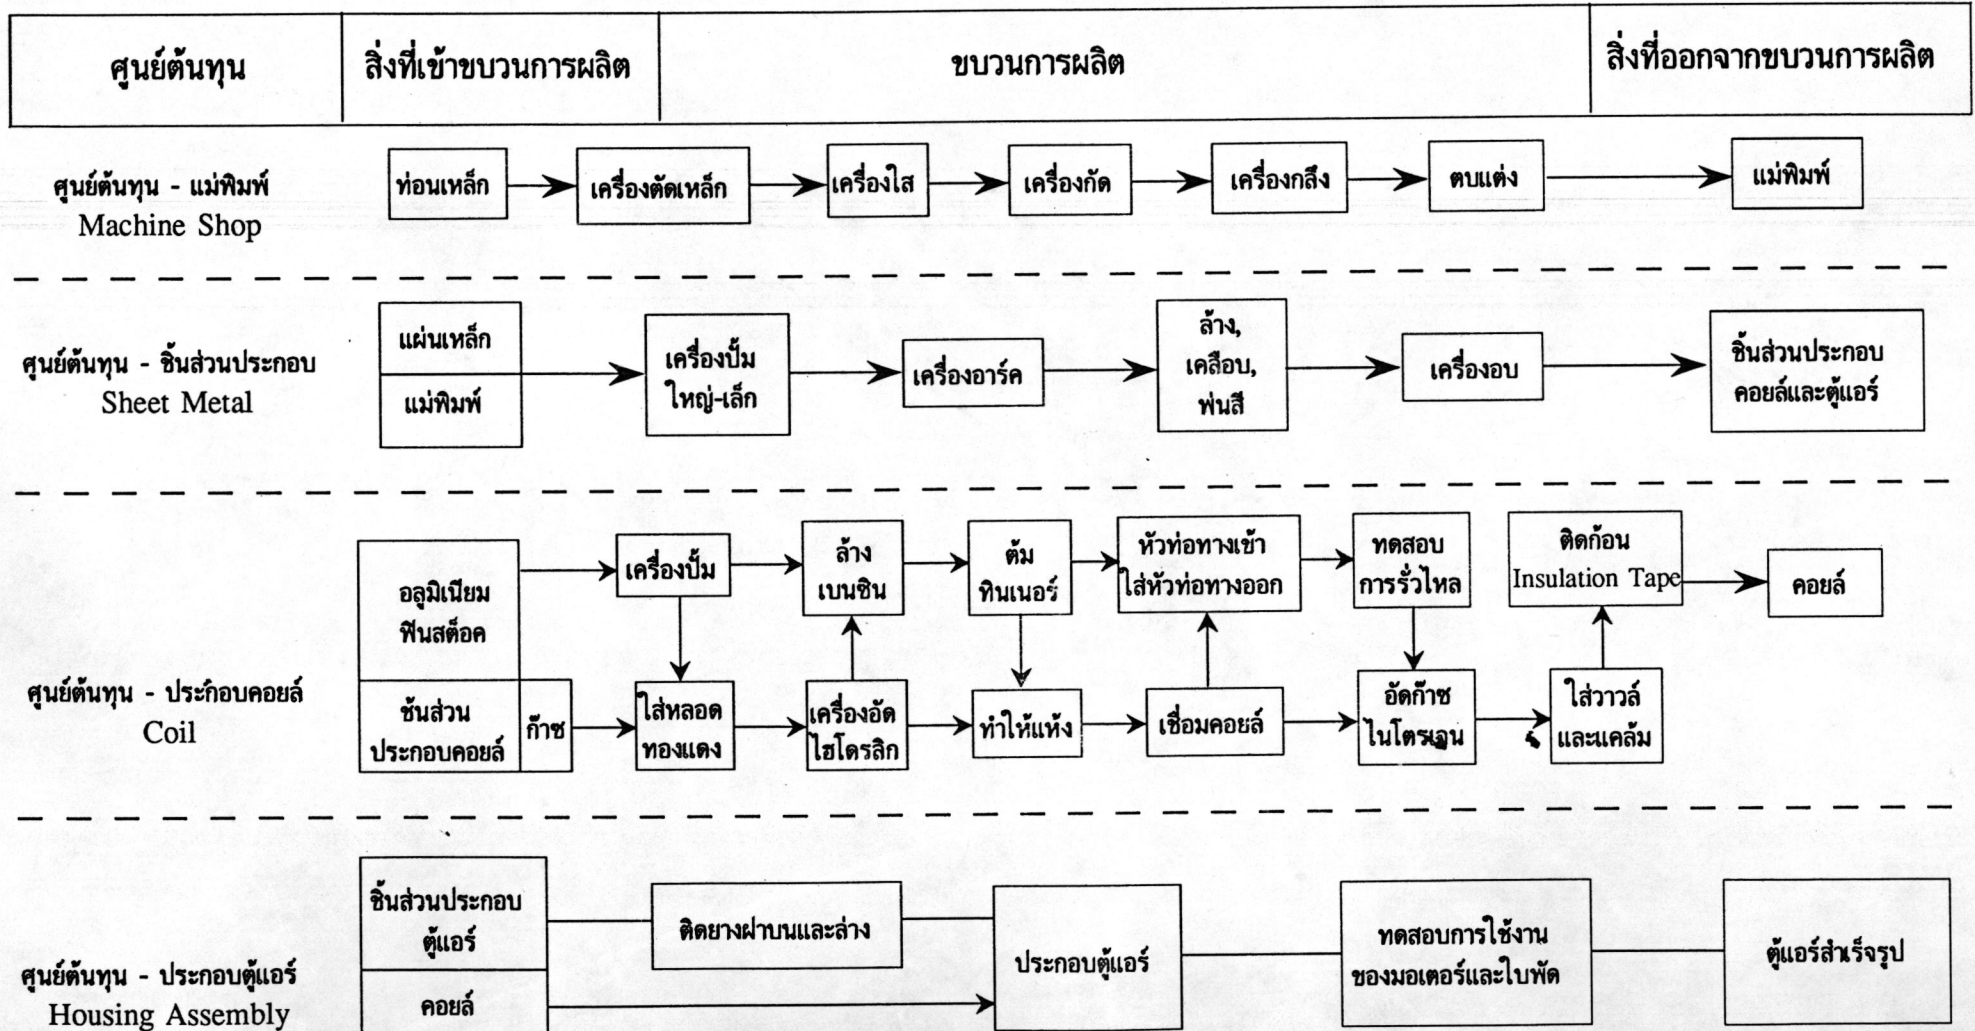 ศูนย์ต้นทุน
สิ่งที่เข้าขบวนการผลิต
ขบวนการผลิต
สิ่งที่ออกจากขบวนการผลิต
ศูนย์ต้นทุน - แม่พิมพ์
Machine Shop
ท่อนเหล็ก
เครื่องตัดเหล็ก
เครื่องใส
เครื่องกัด
เครื่องกลึง
ตบแต่ง
แม่พิมพ์
ศูนย์ต้นทุน - ชิ้นส่วนประกอบ
Sheet Metal
แผ่นเหล็ก
แม่พิมพ์
เครื่องปั๊ม
ใหญ่-เล็ก
เครื่องอาร์ค
ล้าง,
เคลือบ,
พ่นสี
เครื่องอบ
ชิ้นส่วนประกอบ
คอยล์และตู้แอร์
ศูนย์ต้นทุน - ประกอบคอยล์
Coil
อลูมิเนียม
ฟินสต็อค
ช้นส่วน
ประกอบคอยล์
ก๊าซ
เครื่องปั๊ม
ล้าง
เบนซิน
ต้ม
ทินเนอร์
หัวท่อทางเข้า
ใส่หัวท่อทางออก
ทดสอบ
การรั่วไหล
ติดก้อน
Insulation Tape
คอยล์
ใส่หลอด
ทองแดง
เครื่องอัด
ไฮโดรลิก
ทำให้แห้ง
เชื่อมคอยล์
อัดก๊าซ
ไนโตรเจน
ใส่วาวล์
และแคล้ม
ศูนย์ต้นทุน - ประกอบตู้แอร์
Housing Assembly
ชิ้นส่วนประกอบ
ตู้แอร์
คอยล์
ติดยางฝาบนและล่าง
ประกอบตู้แอร์
ทดสอบการใช้งาน
ของมอเตอร์และใบพัด
ตู้แอร์สำเร็จรูป